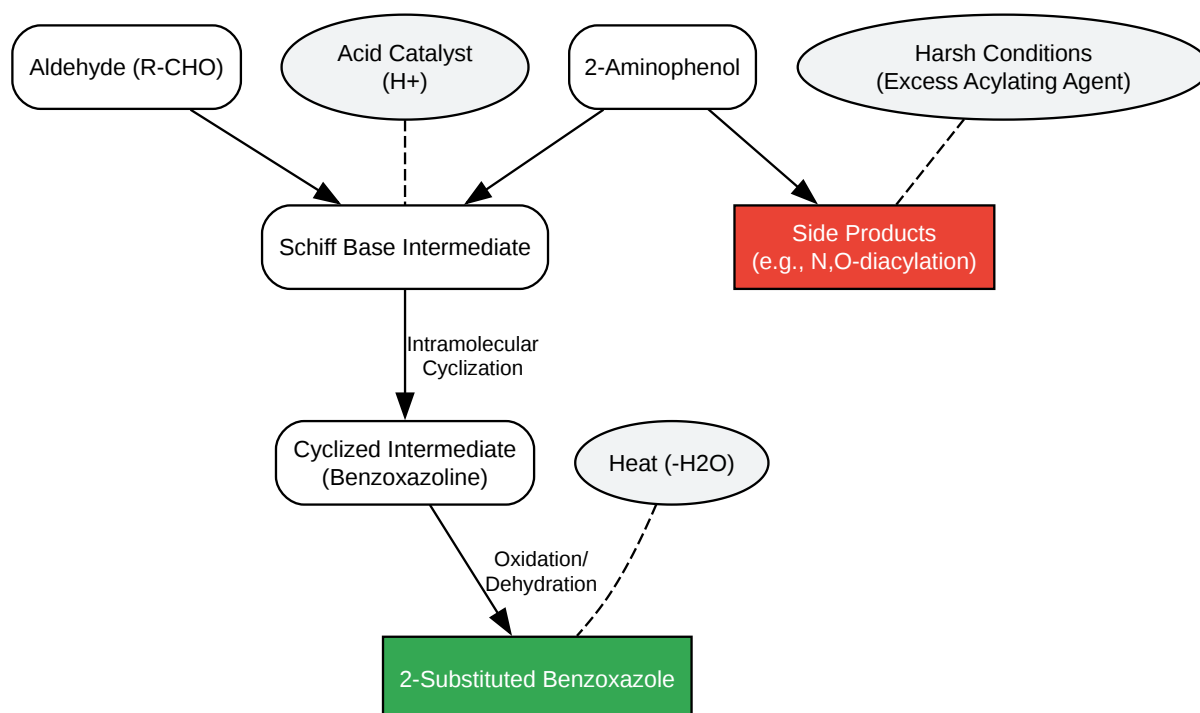 Aldehyde (R-CHO)
Acid Catalyst
(H+)
2-Aminophenol
Harsh Conditions
(Excess Acylating Agent)
Schiff Base Intermediate
Side Products
(e.g., N,O-diacylation)
Intramolecular
Cyclization
Cyclized Intermediate
(Benzoxazoline)
Heat (-H2O)
Oxidation/
Dehydration
2-Substituted Benzoxazole